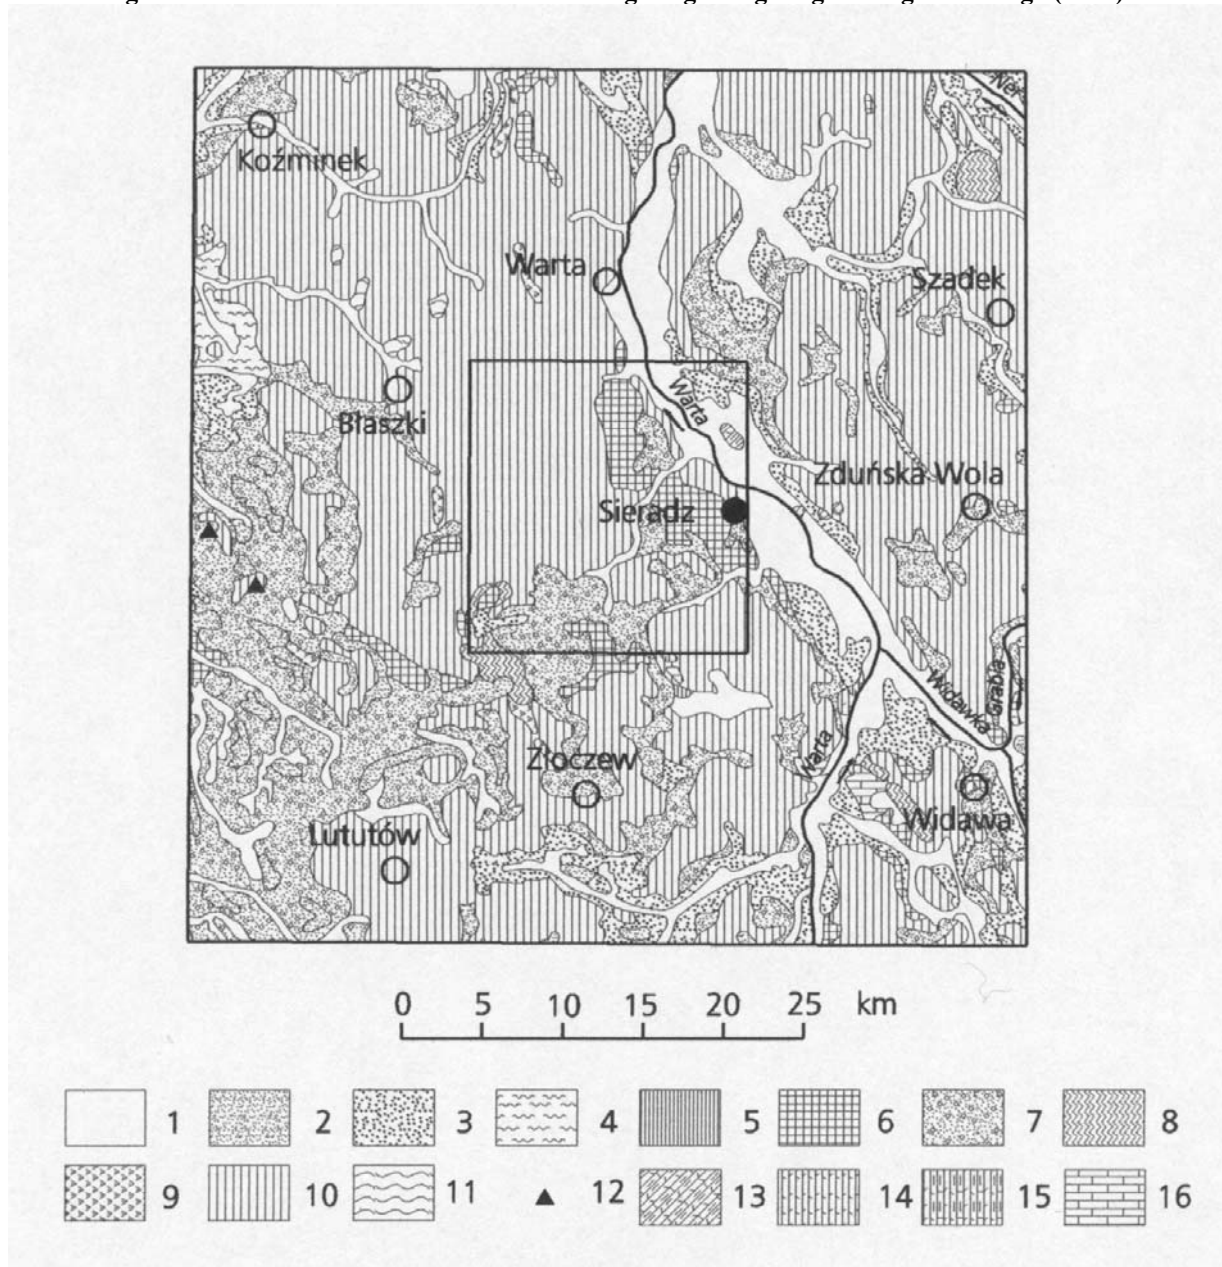 Ner
Koźminek
Warta
Szadek
Warta
Błaszki
Zduńska Wola
Sieradz
Grabia
Widawka
Złoczew
Warta
Widawa
Lututów
0 5 10 15 20 25 km
1 2 3 4 5 6 7 8
9 10 11 12 13 14 15 16